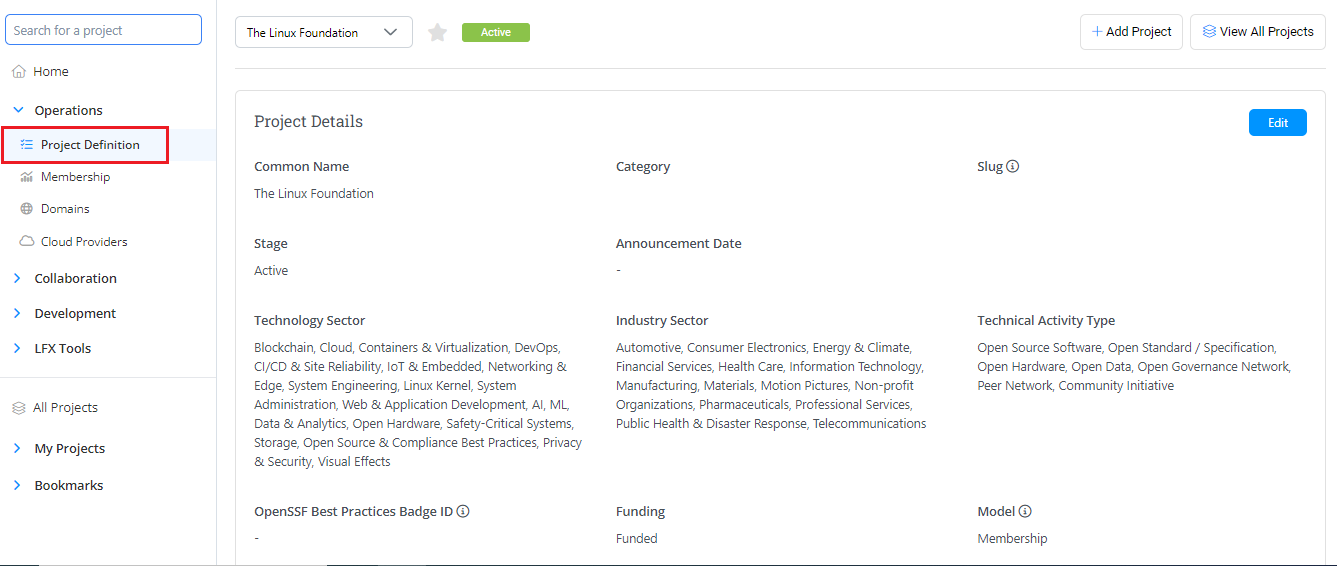 Search for a project
Home
Operations
Project Definition
Membership
Domains
Cloud Providers
Collaboration
Development
LFX Tools
All Projects
My Projects
Bookmarks
The Linux Foundation
Active
+ Add Project
View All Projects
Project Details
Edit
Common Name
The Linux Foundation
Category
Slug
Stage
Active
Announcement Date
-
Technology Sector
Blockchain, Cloud, Containers & Virtualization, DevOps,
CI/CD & Site Reliability, IoT & Embedded, Networking &
Edge, System Engineering, Linux Kernel, System
Administration, Web & Application Development, AI, ML,
Data & Analytics, Open Hardware, Safety-Critical Systems,
Storage, Open Source & Compliance Best Practices, Privacy
& Security, Visual Effects
Industry Sector
Automotive, Consumer Electronics, Energy & Climate,
Financial Services, Health Care, Information Technology,
Manufacturing, Materials, Motion Pictures, Non-profit
Organizations, Pharmaceuticals, Professional Services,
Public Health & Disaster Response, Telecommunications
Technical Activity Type
Open Source Software, Open Standard / Specification,
Open Hardware, Open Data, Open Governance Network,
Peer Network, Community Initiative
OpenSSF Best Practices Badge ID
-
Funding
Funded
Model
Membership